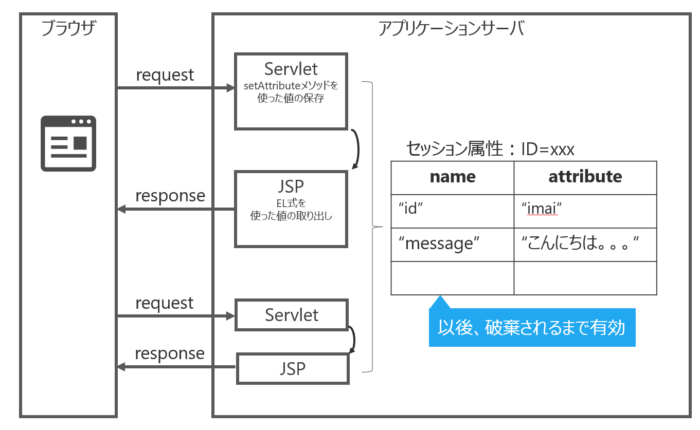 ブラウザ
アプリケーションサーバ
request
Servlet
setAttributeメソッドを
使った値の保存
response
JSP
EL式を
使った値の取り出し
セッション属性：ID=xxx
name attribute
“id” “imai”
“message” “こんにちは。。。”
以後、破棄されるまで有効
request
Servlet
response
JSP